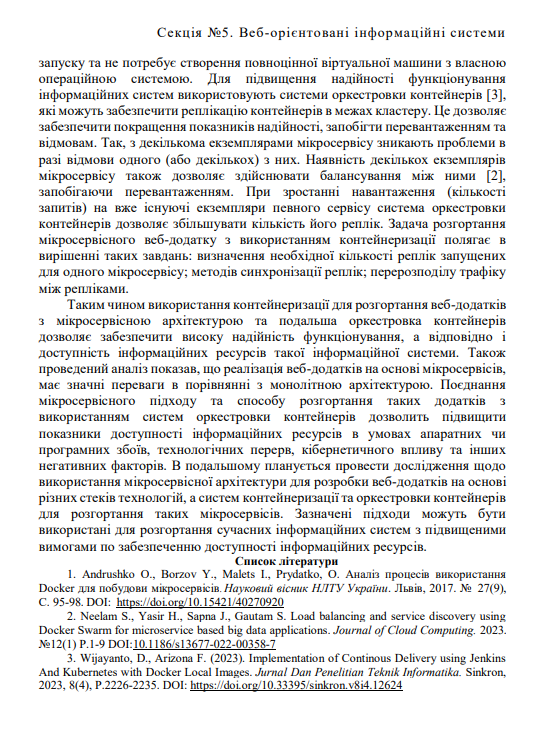 Секція №5. Веб-орієнтовані інформаційні системи
запуску та не потребує створення повноцінної віртуальної машини з власною
операційною системою. Для підвищення надійності функціонування
інформаційних систем використовують системи оркестровки контейнерів [3],
які можуть забезпечити реплікацію контейнерів в межах кластеру. Це дозволяє
забезпечити покращення показників надійності, запобігти перевантаженням та
відмовам. Так, з декількома екземплярами мікросервісу зникають проблеми в
разі відмови одного (або декількох) з них. Наявність декількох екземплярів
мікросервісу також дозволяє здійснювати балансування між ними [2],
запобігаючи перевантаженням. При зростанні навантаження (кількості
запитів) на вже існуючі екземпляри певного сервісу система оркестровки
контейнерів дозволяє збільшувати кількість його реплік. Задача розгортання
мікросервісного веб-додатку з використанням контейнеризації полягає в
вирішенні таких завдань: визначення необхідної кількості реплік запущених
для одного мікросервісу; методів синхронізації реплік; перерозподілу трафіку
між репликами.
Таким чином використання контейнеризації для розгортання веб-додатків
з мікросервісною архітектурою та подальша оркестровка контейнерів
дозволяє забезпечити високу надійність функціонування, а відповідно і
доступність інформаційних ресурсів такої інформаційної системи. Також
проведений аналіз показав, що реалізація веб-додатків на основі мікросервісів,
має значні переваги в порівнянні з монолітною архітектурою. Поєднання
мікросервісного підходу та способу розгортання таких додатків з
використанням систем оркестровки контейнерів дозволить підвищити
показники доступності інформаційних ресурсів в умовах апаратних чи
програмних збоїв, технологічних перерв, кібернетичного впливу та інших
негативних факторів. В подальшому планується провести дослідження щодо
використання мікросервісної архітектури для розробки веб-додатків на основі
різних стеків технологій, а систем контейнеризації та оркестровки контейнерів
для розгортання таких мікросервісів. Зазначені підходи можуть бути
використані для розгортання сучасних інформаційних систем з підвищеними
вимогами по забезпеченню доступності інформаційних ресурсів.
Список літератури
1. Andrushko O., Borzov Y., Malets I., Prydatko, O. Аналіз процесів використання
Docker для побудови мікросервісів. Науковий вісник НЛТУ України. Львів, 2017. № 27(9),
С. 95-98. DOI: https://doi.org/10.15421/40270920
2. Neelam S., Yasir H., Sapna J., Gautam S. Load balancing and service discovery using
Docker Swarm for microservice based big data applications. Journal of Cloud Computing. 2023.
№12(1) P.1-9 DOI:10.1186/s13677-022-00358-7
3. Wijayanto, D., Arizona F. (2023). Implementation of Continous Delivery using Jenkins
And Kubernetes with Docker Local Images. Jurnal Dan Penelitian Teknik Informatika. Sinkron,
2023, 8(4), P.2226-2235. DOI: https://doi.org/10.33395/sinkron.v8i4.12624